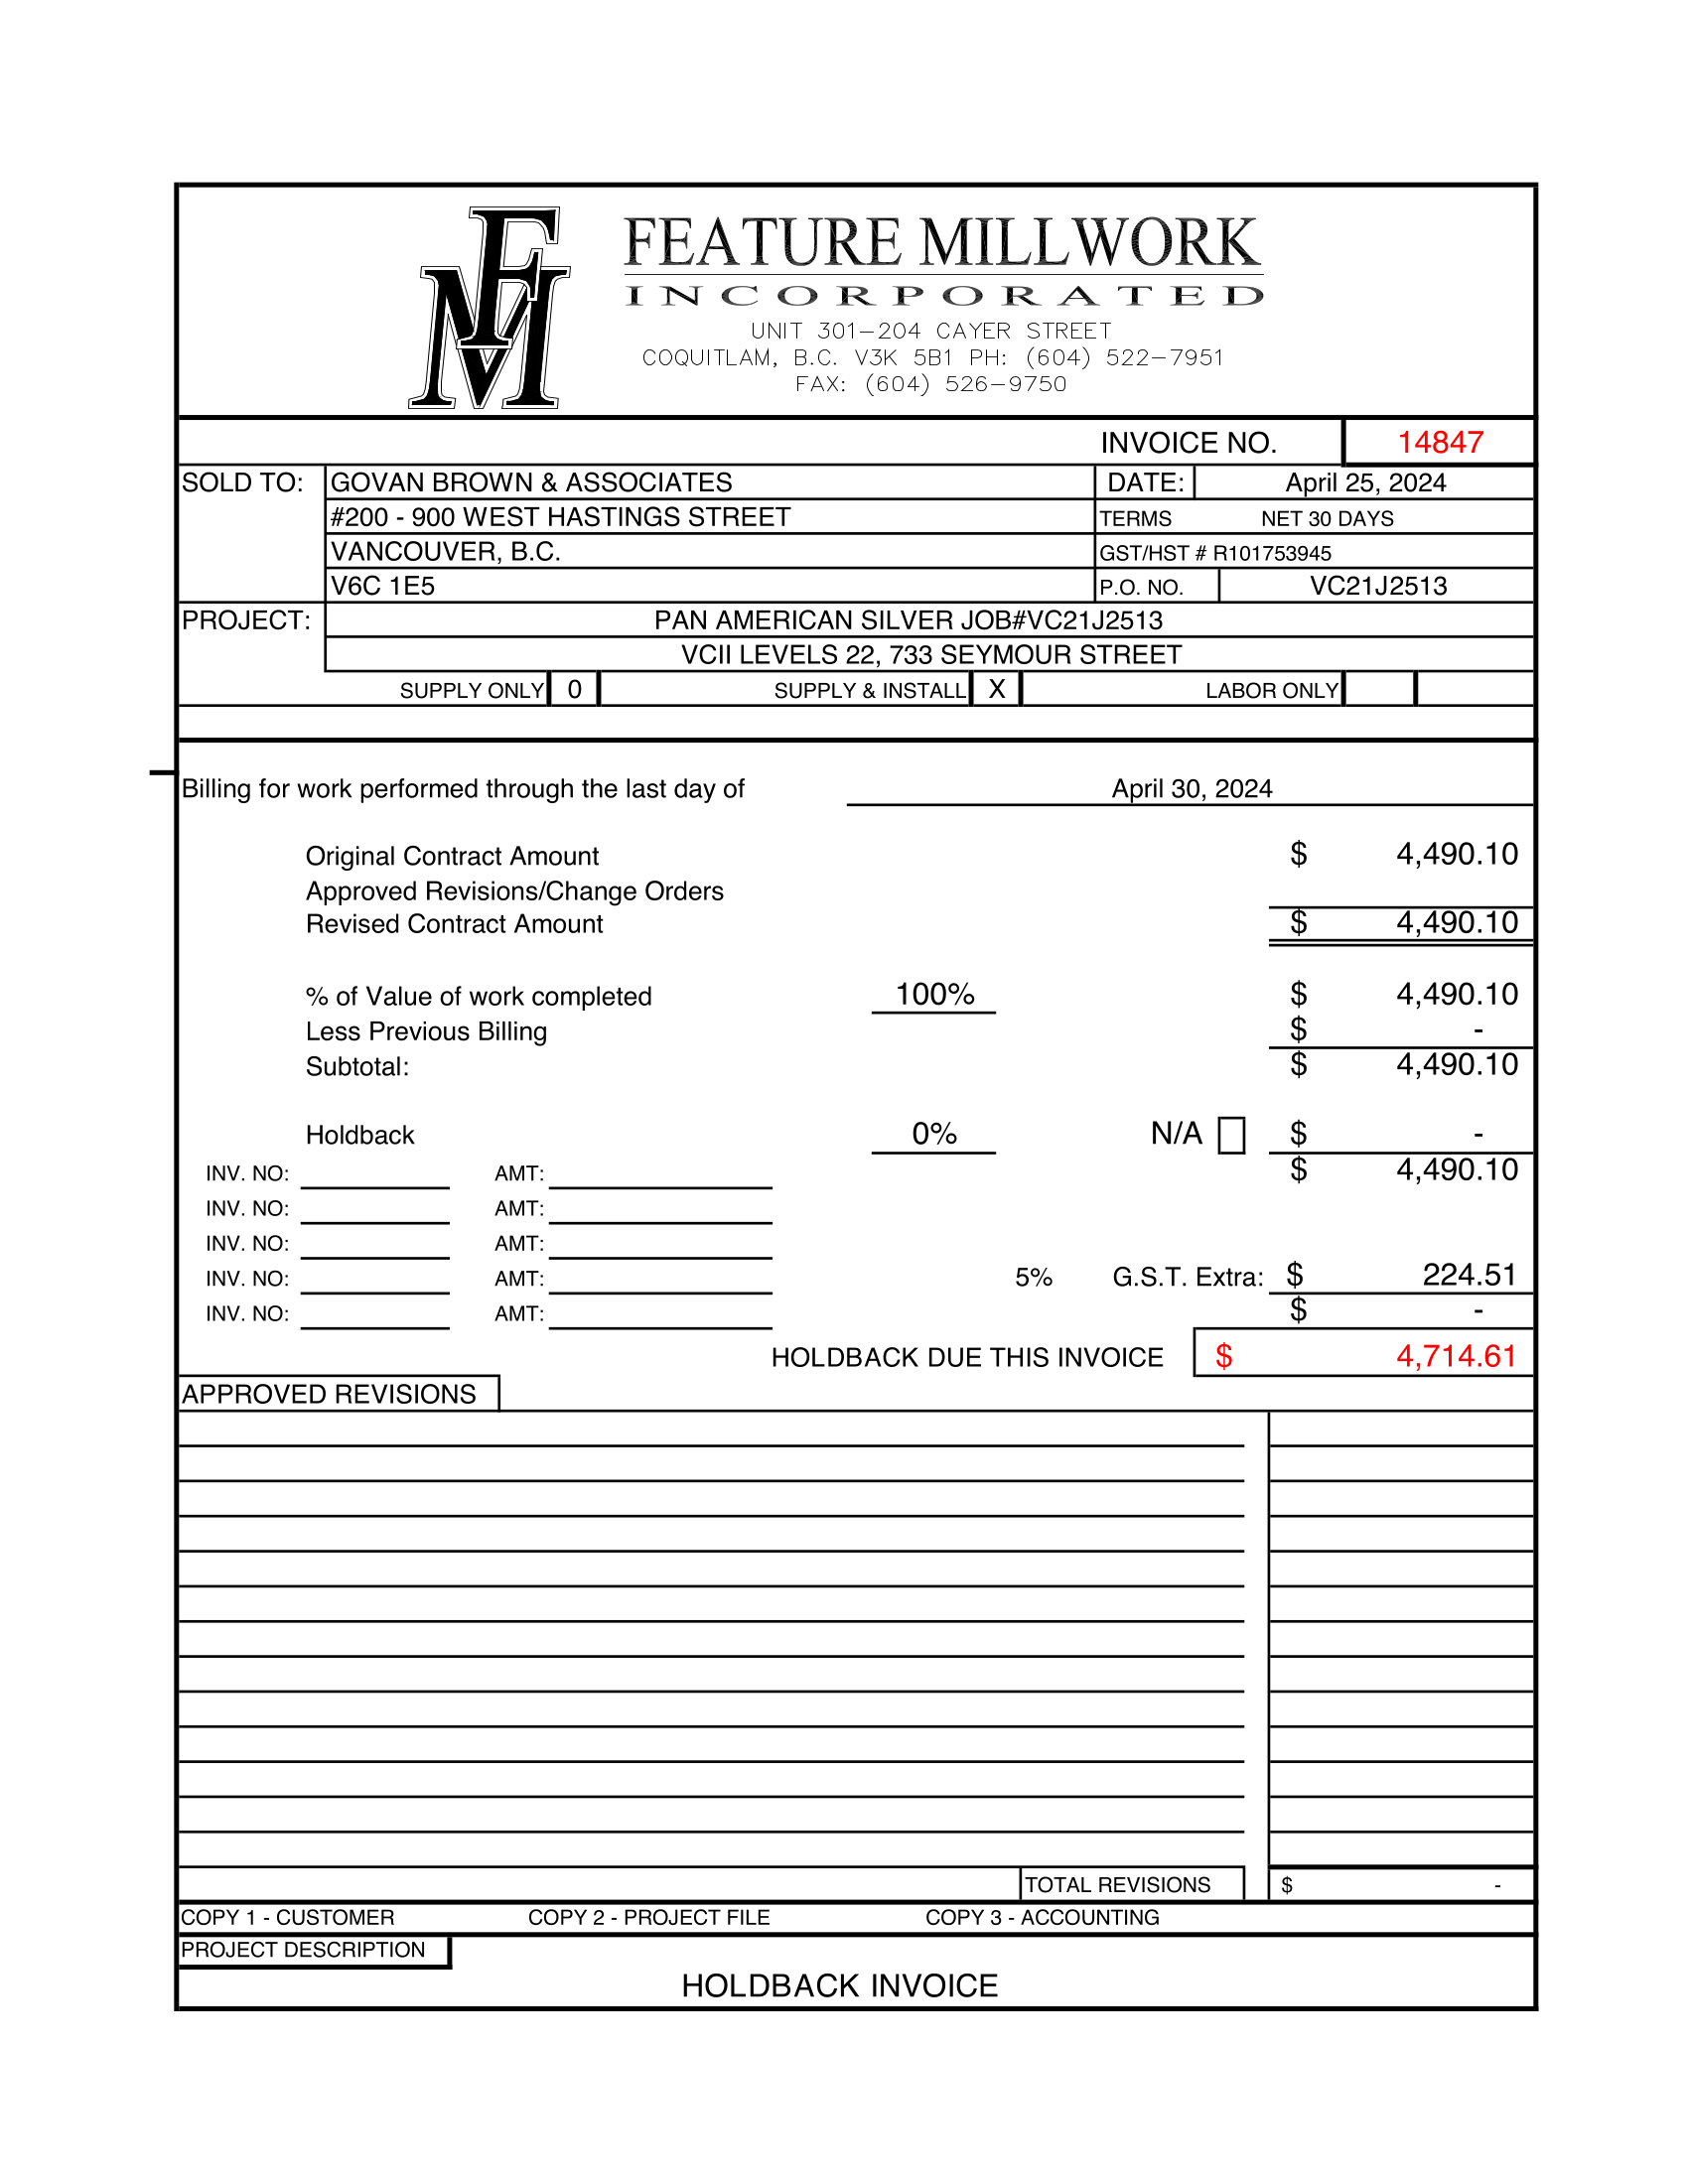 FM
FEATURE MILLWORK
INCORPORATED
UNIT 301-204 CAYER STREET
COQUITLAM, B.C. V3K 5B1 PH: (604) 522-7951
FAX: (604) 526-9750
INVOICE NO. 14847
SOLD TO: GOVAN BROWN & ASSOCIATES DATE: April 25, 2024
#200 - 900 WEST HASTINGS STREET TERMS NET 30 DAYS
VANCOUVER, B.C. GST/HST # R101753945
V6C 1E5 P.O. NO. VC21J2513
PROJECT: PAN AMERICAN SILVER JOB#VC21J2513
VCII LEVELS 22, 733 SEYMOUR STREET
SUPPLY ONLY 0 SUPPLY & INSTALL X LABOR ONLY
Billing for work performed through the last day of April 30, 2024
Original Contract Amount $ 4,490.10
Approved Revisions/Change Orders
Revised Contract Amount $ 4,490.10
% of Value of work completed 100% $ 4,490.10
Less Previous Billing $ -
Subtotal: $ 4,490.10
Holdback 0% N/A $ -
INV. NO: AMT: $ 4,490.10
INV. NO: AMT:
INV. NO: AMT:
INV. NO: AMT: 5% G.S.T. Extra: $ 224.51
INV. NO: AMT: $ -
HOLDBACK DUE THIS INVOICE $ 4,714.61
APPROVED REVISIONS
TOTAL REVISIONS $ -
COPY 1 - CUSTOMER COPY 2 - PROJECT FILE COPY 3 - ACCOUNTING
PROJECT DESCRIPTION
HOLDBACK INVOICE